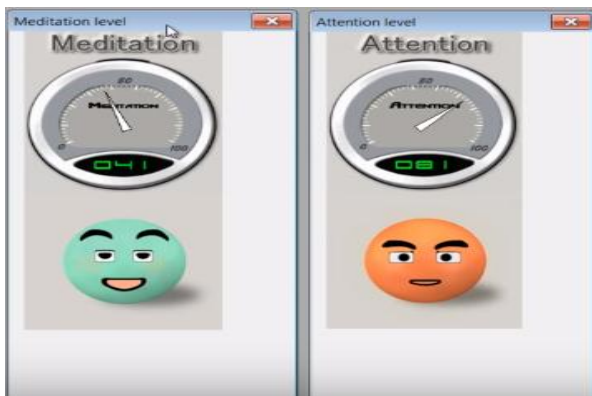 Meditation level
Meditation
50
MEDITATION
0
100
041
Attention level
Attention
50
ATTENTION
0
100
081